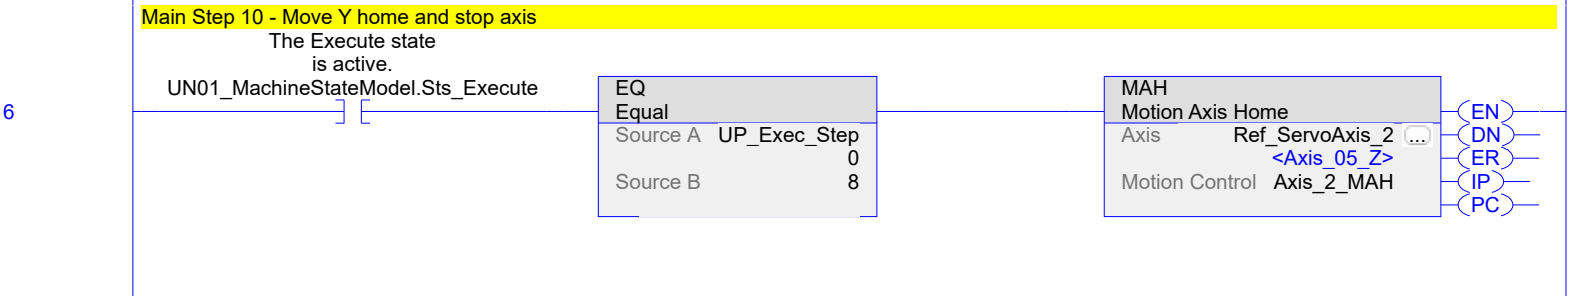 Main Step 10 - Move Y home and stop axis
The Execute state
is active.
UN01_MachineStateModel.Sts_Execute
6
EQ
Equal
Source A UP_Exec_Step
0
Source B 8
MAH
Motion Axis Home
Axis Ref_ServoAxis_2 ...
<Axis_05_Z>
Motion Control Axis_2_MAH
EN
DN
ER
IP
PC